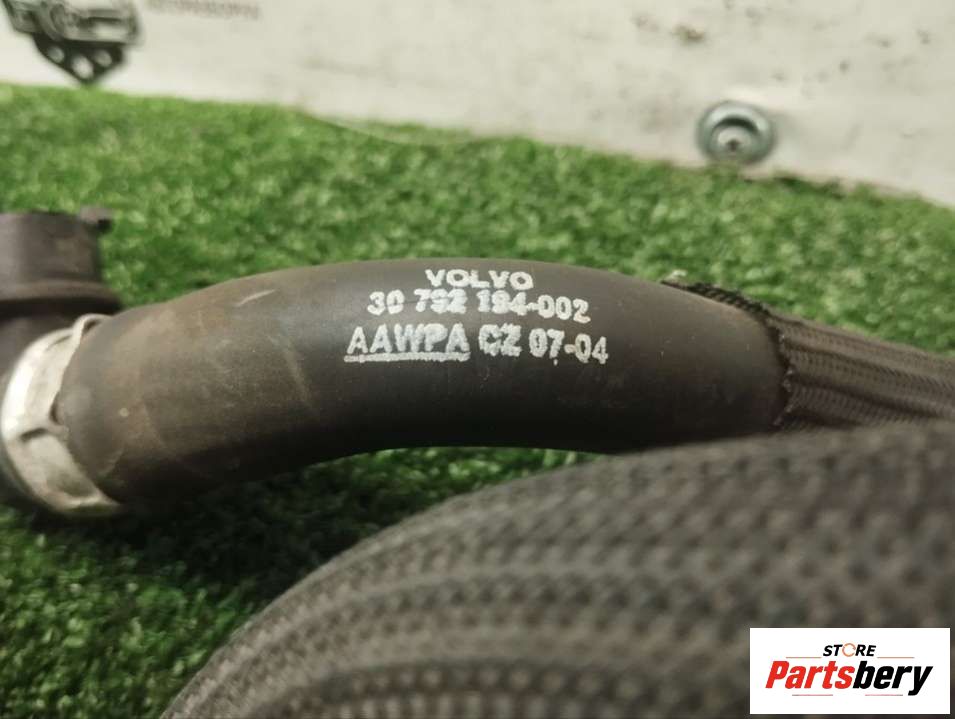 VOLVO
30 792 194-002
AAWPA CZ 07-04
STORE
Partsbery